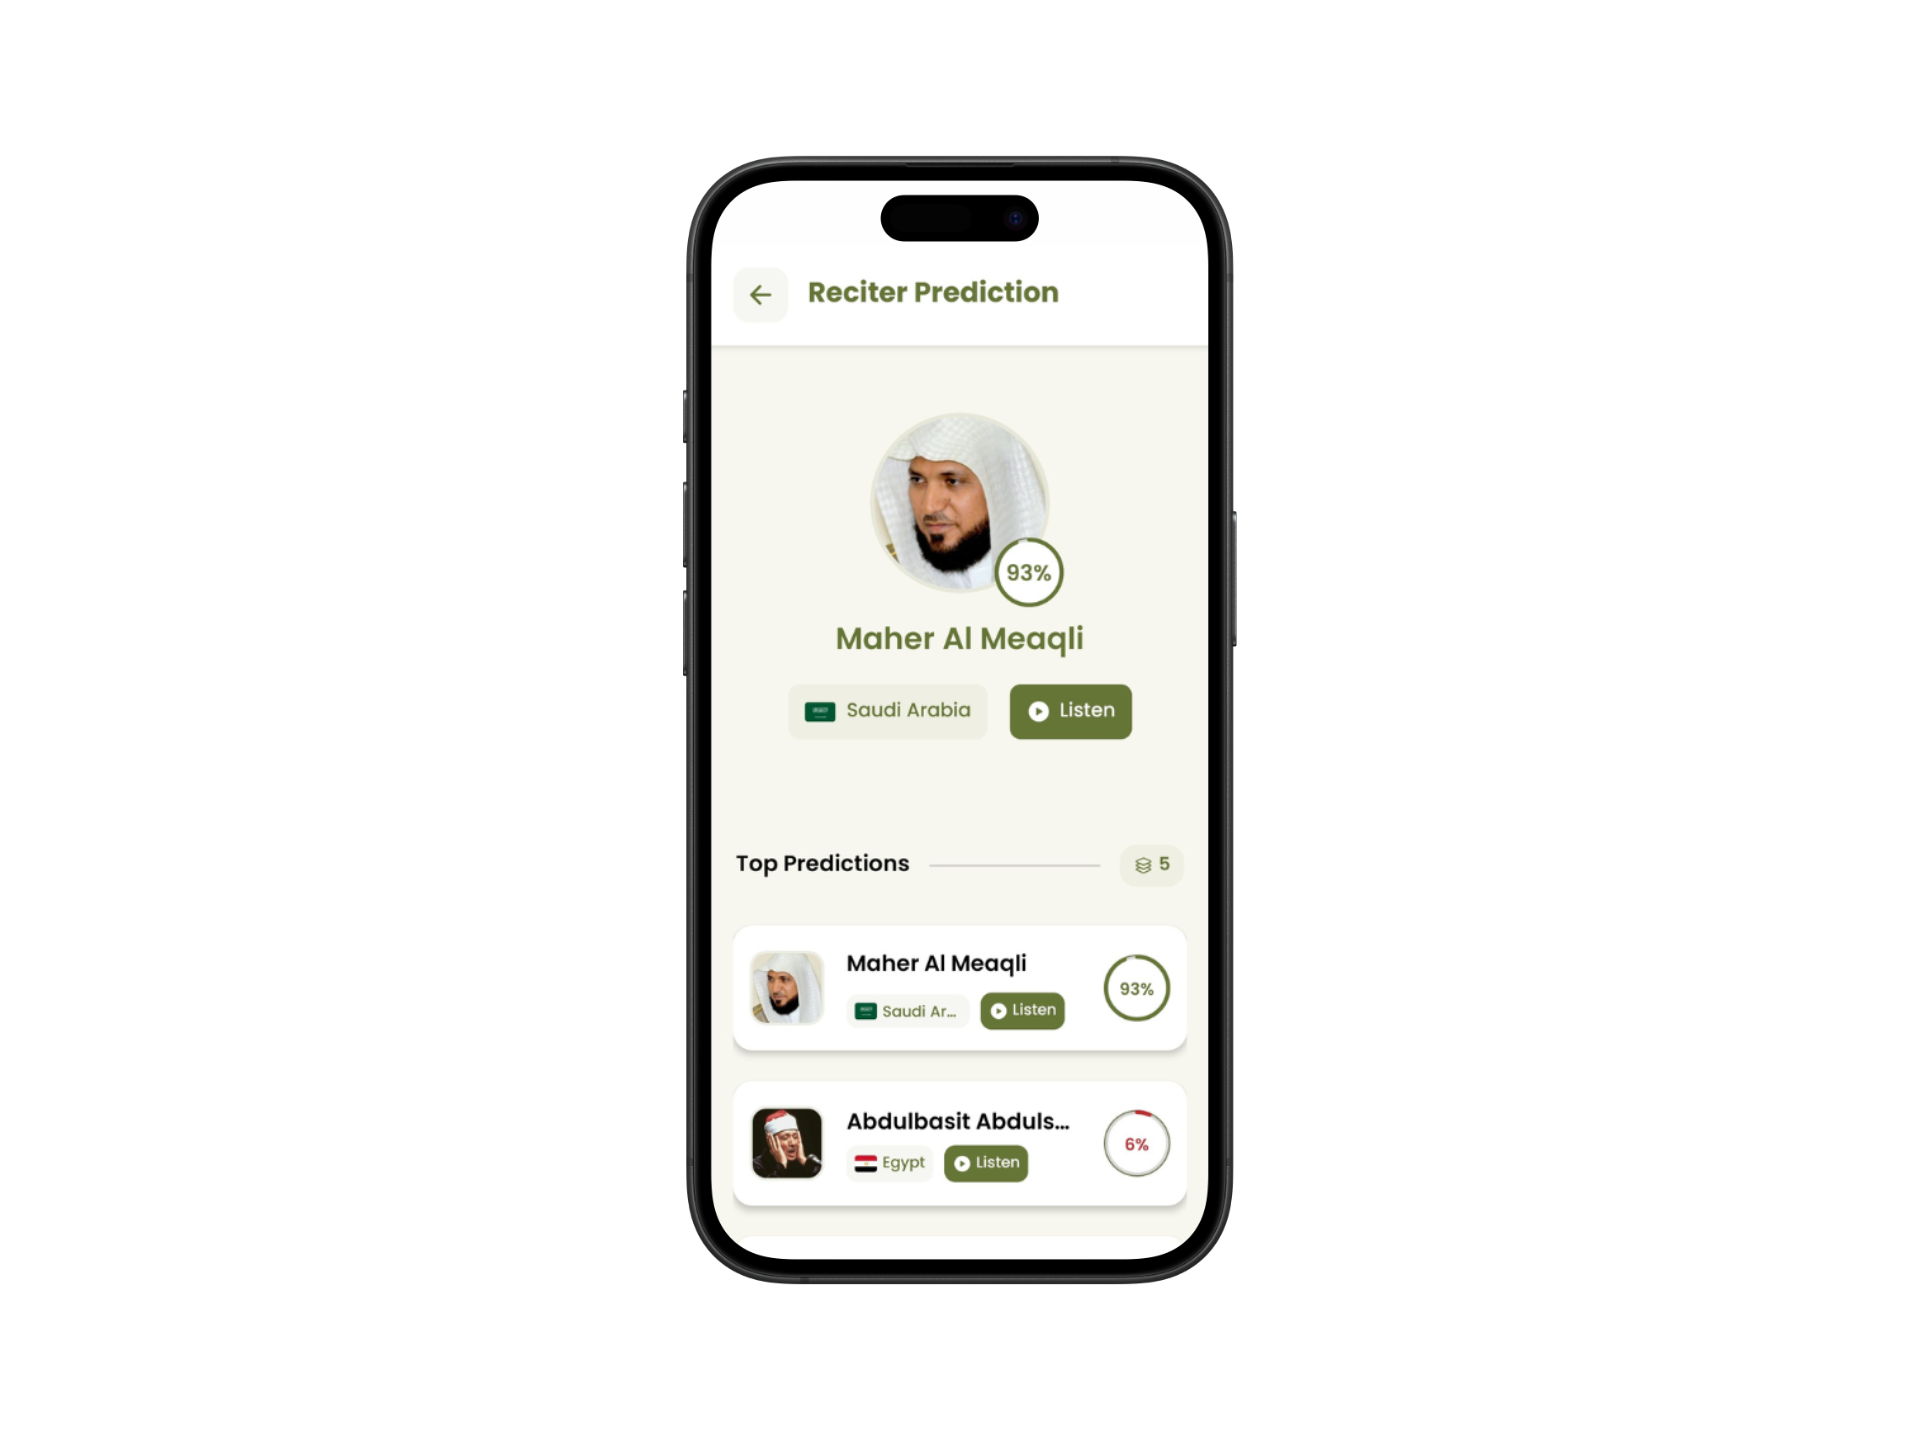 Reciter Prediction
93%
Maher Al Meaqli
Saudi Arabia
Listen
Top Predictions
5
Maher Al Meaqli
Saudi Ar...
Listen
93%
Abdulbasit Abduls...
Egypt
Listen
6%